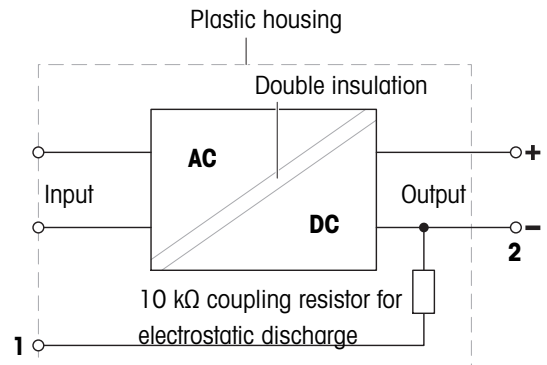 Plastic housing
Double insulation
AC
+
Input
Output
DC
−
2
10 kΩ coupling resistor for
electrostatic discharge
1